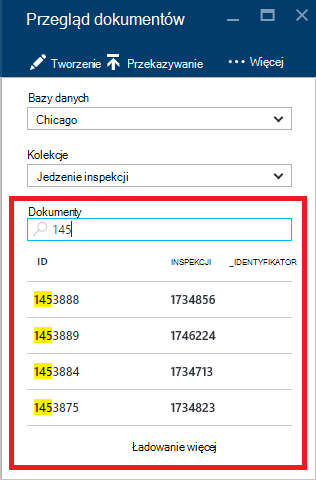 Przegląd dokumentów
Tworzenie Przekazywanie ••• Więcej
Bazy danych
Chicago
Kolekcje
Jedzenie inspekcji
Dokumenty
145
ID INSPEKCJI _IDENTYFIKATOR
1453888 1734856
1453889 1746224
1453884 1734713
1453875 1734823
Ładowanie więcej